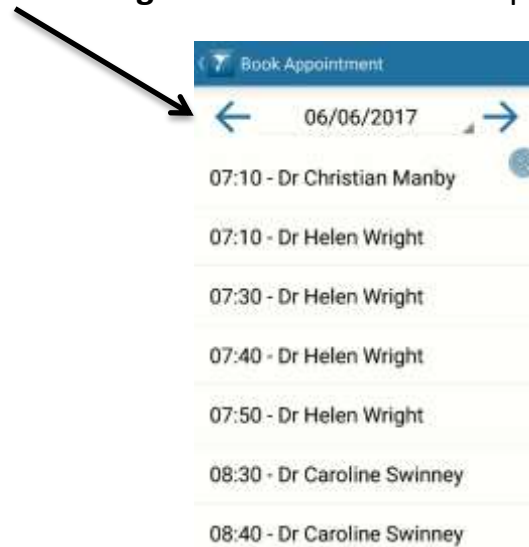 Book Appointment
06/06/2017
07:10 - Dr Christian Manby
07:10 - Dr Helen Wright
07:30 - Dr Helen Wright
07:40 - Dr Helen Wright
07:50 - Dr Helen Wright
08:30 - Dr Caroline Swinney
08:40 - Dr Caroline Swinney